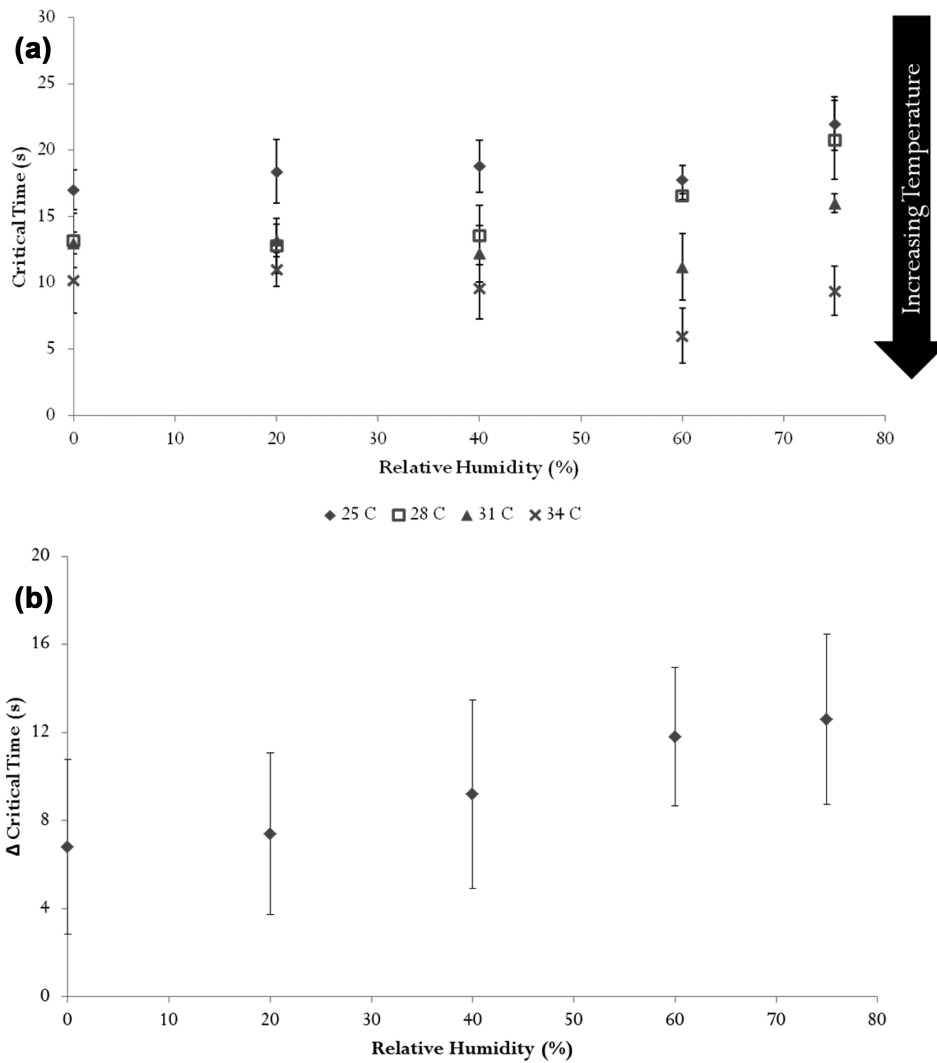 (a)
30
25
20
15
10
5
0
Critical Time (s)
0 10 20 30 40 50 60 70 80
Relative Humidity (%)
Increasing Temperature
25 C 28 C 31 C 34 C
(b)
20
16
12
8
4
0
Δ Critical Time (s)
0 10 20 30 40 50 60 70 80
Relative Humidity (%)